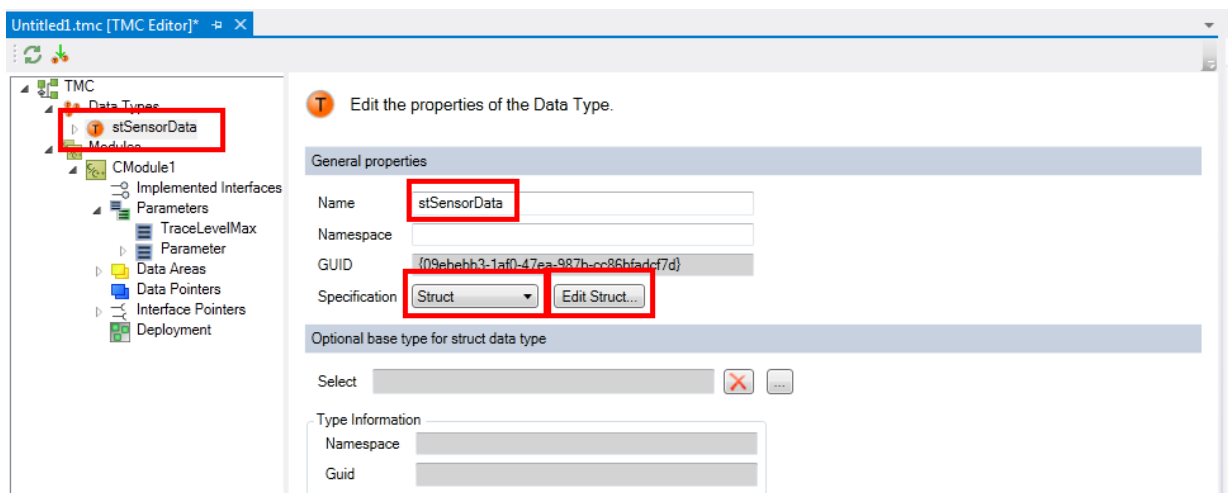 Untitled1.tmc [TMC Editor]*
TMC
Data Types
stSensorData
Modules
CModule1
Implemented Interfaces
Parameters
TraceLevelMax
Parameter
Data Areas
Data Pointers
Interface Pointers
Deployment
T Edit the properties of the Data Type.
General properties
Name stSensorData
Namespace
GUID {09ebebb3-1af0-47ea-987b-cc86bfadcf7d}
Specification Struct Edit Struct...
Optional base type for struct data type
Select ...
Type Information
Namespace
Guid